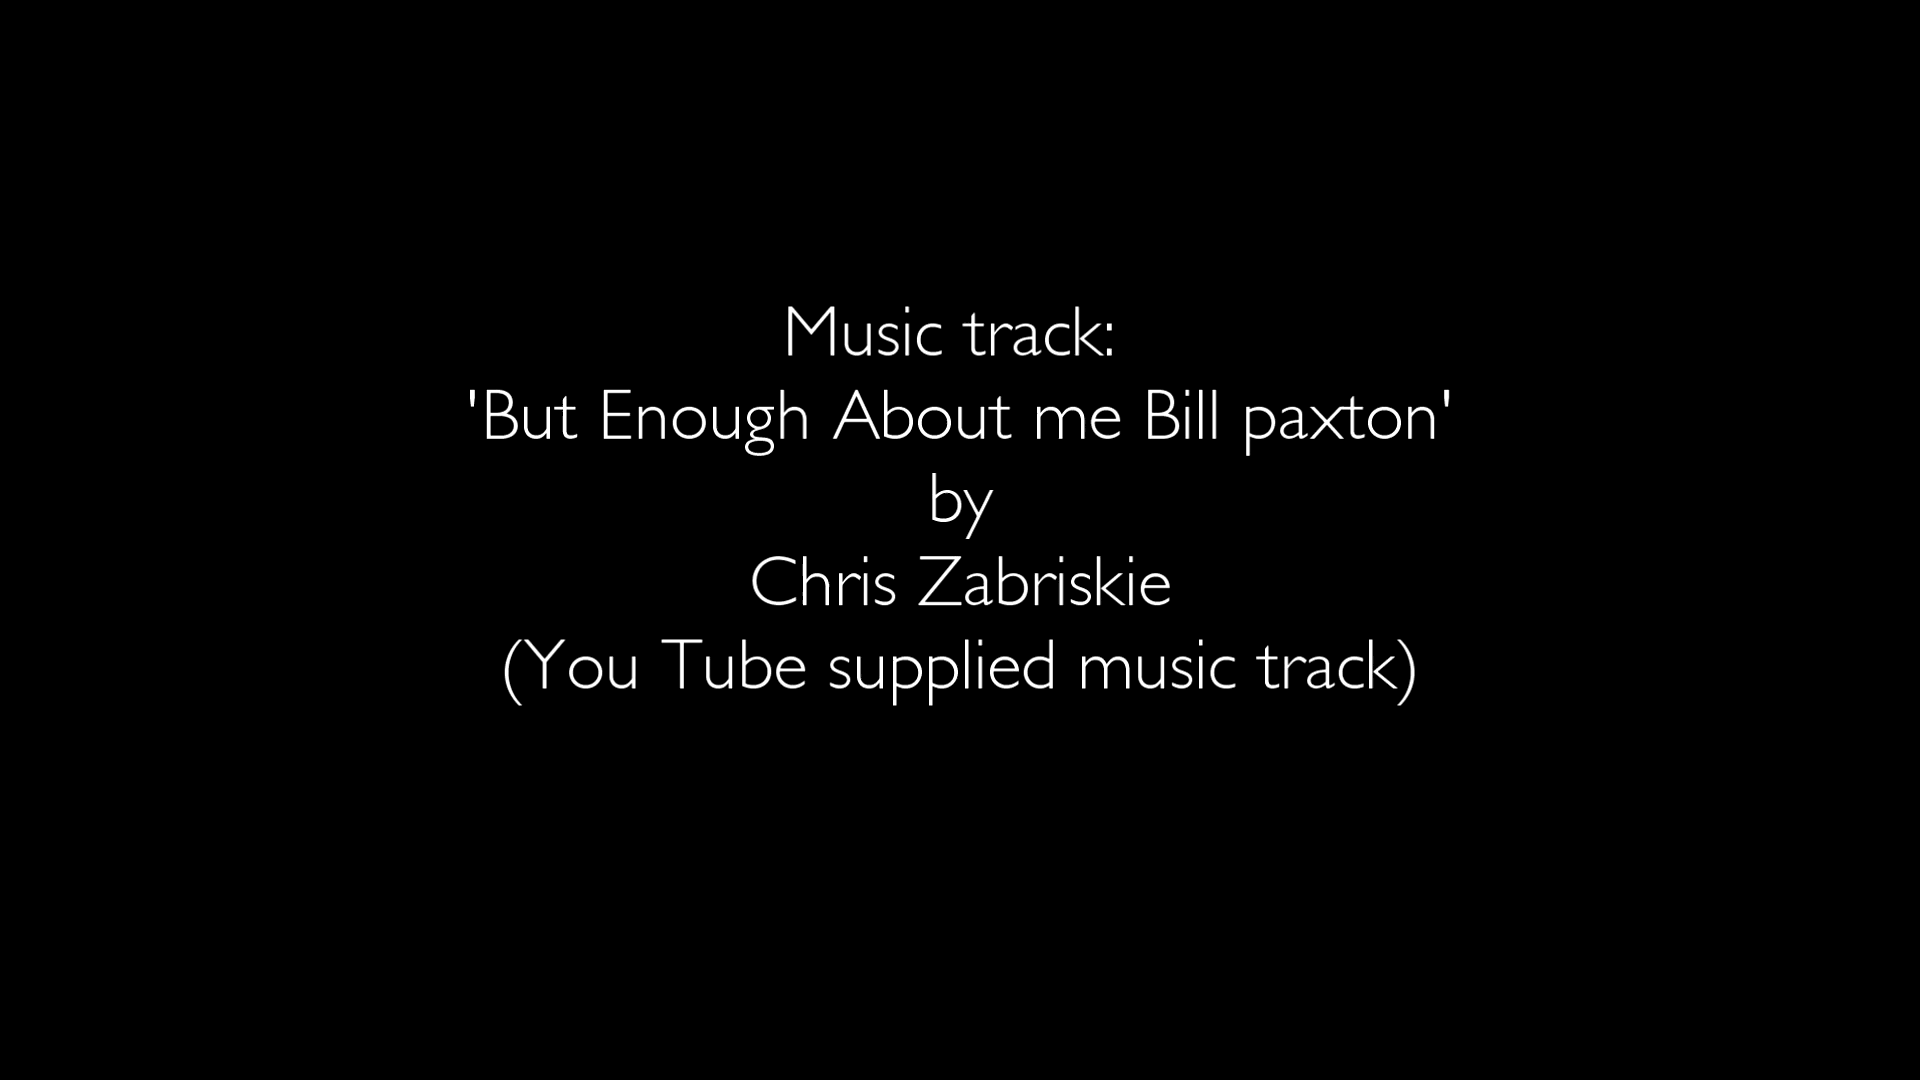 Music track:
'But Enough About me Bill paxton'
by
Chris Zabriskie
(You Tube supplied music track)